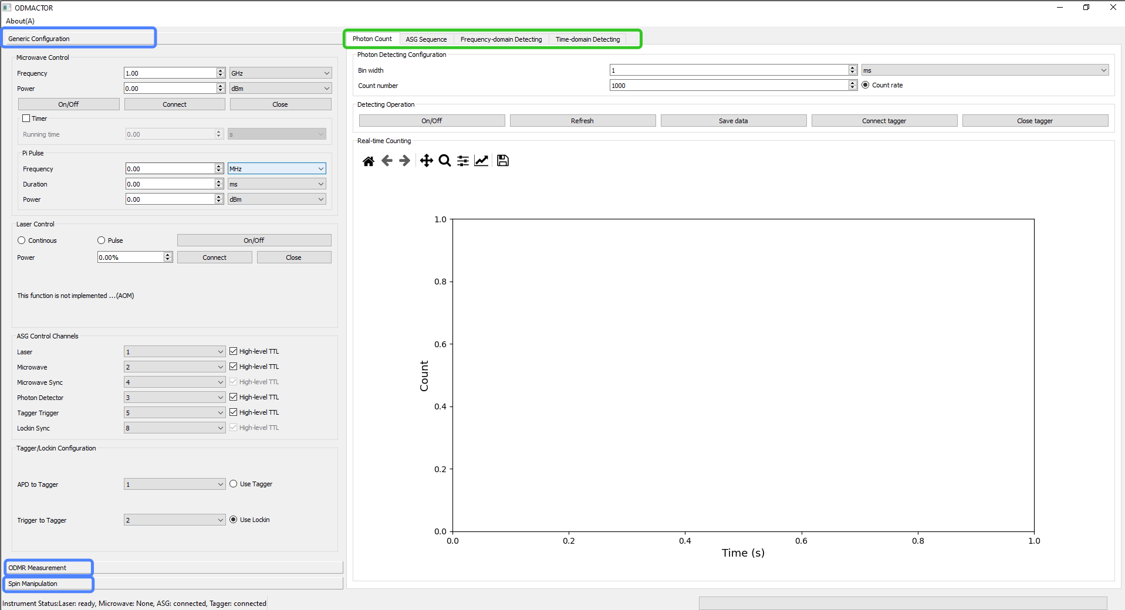 ODMACTOR
About(A)
Generic Configuration
Microwave Control
Frequency 1.00 GHz
Power 0.00 dBm
On/Off Connect Close
Timer
Running time 0.00 s
Pi Pulse
Frequency 0.00 MHz
Duration 0.00 ms
Power 0.00 dBm
Laser Control
Continous Pulse On/Off
Power 0.00% Connect Close
This function is not implemented ...(AOM)
ASG Control Channels
Laser 1 High-level TTL
Microwave 2 High-level TTL
Microwave Sync 4 High-level TTL
Photon Detector 3 High-level TTL
Tagger Trigger 5 High-level TTL
Lockin Sync 8 High-level TTL
Tagger/Lockin Configuration
APD to Tagger 1 Use Tagger
Trigger to Tagger 2 Use Lockin
ODMR Measurement
Spin Manipulation
Photon Count ASG Sequence Frequency-domain Detecting Time-domain Detecting
Photon Detecting Configuration
Bin width 1 ms
Count number 1000 Count rate
Detecting Operation
On/Off Refresh Save data Connect tagger Close tagger
Real-time Counting
1.0
0.8
0.6
0.4
0.2
0.0
Count
0.0 0.2 0.4 0.6 0.8 1.0
Time (s)
Instrument Status:Laser: ready, Microwave: None, ASG: connected, Tagger: connected